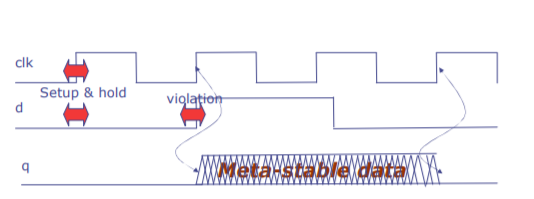 clk
Setup & hold
violation
d
q
Meta-stable data